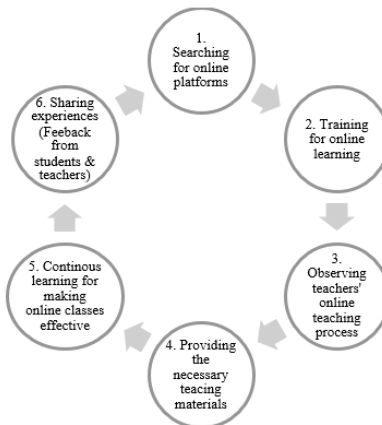 1.
Searching
for online
platforms
2. Training
for online
learning
3.
Observing
teachers'
online
teaching
process
4. Providing
the
necessary
teacing
materials
5. Continous
learning for
making
online classes
effective
6. Sharing
experiences
(Feeback
from
students &
teachers)